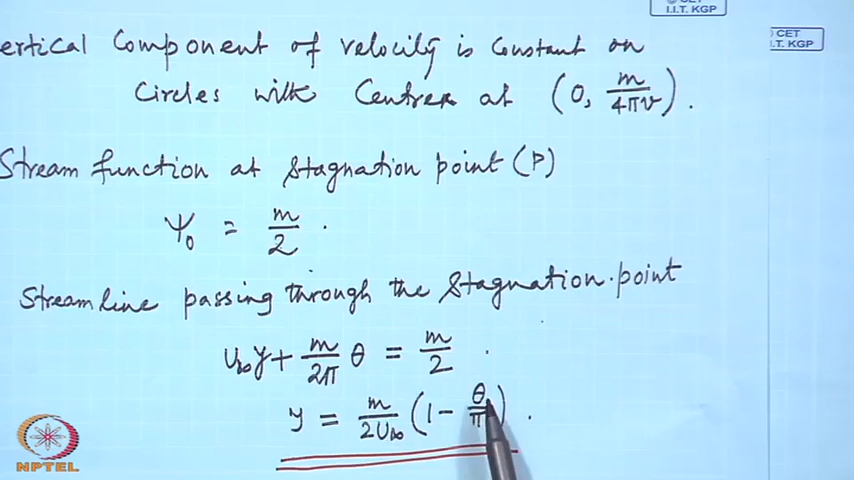 © CET
I.I.T. KGP
© CET
I.I.T. KGP
ertical Component of velocity is Constant on
Circles with Centres at (0, m/4πv).
Stream function at Stagnation point (P)
ψ₀ = m/2.
Streamline passing through the Stagnation point
U∞y + m/2π θ = m/2.
y = m/2U∞ (1 - θ/π).
NPTEL